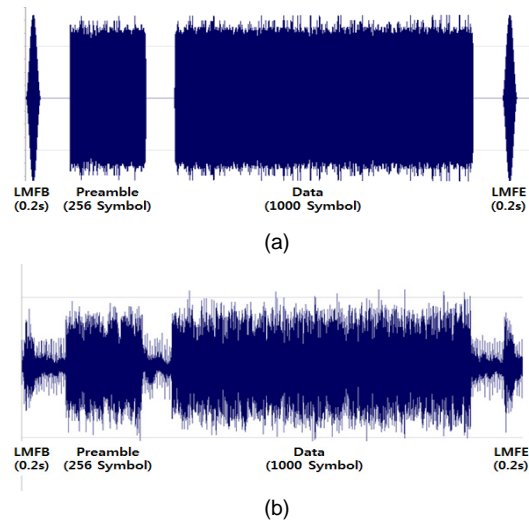 LMFB Preamble Data LMFE
(0.2s) (256 Symbol) (1000 Symbol) (0.2s)
(a)
LMFB Preamble Data LMFE
(0.2s) (256 Symbol) (1000 Symbol) (0.2s)
(b)